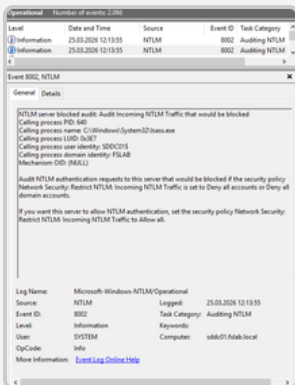 Operational Number of events: 2.066
Level Date and Time Source Event ID Task Category
Information 25.03.2026 12:13:55 NTLM 8002 Auditing NTLM
Information 25.03.2026 12:13:55 NTLM 8002 Auditing NTLM
Event 8002, NTLM
General Details
NTLM server blocked audit: Audit Incoming NTLM Traffic that would be blocked
Calling process PID: 640
Calling process name: C:\Windows\System32\lsass.exe
Calling process LUID: 0x3E7
Calling process user identity: SDDC01$
Calling process domain identity: FSLAB
Mechanism OID: (NULL)
Audit NTLM authentication requests to this server that would be blocked if the security policy
Network Security: Restrict NTLM: Incoming NTLM Traffic is set to Deny all accounts or Deny all
domain accounts.
If you want this server to allow NTLM authentication, set the security policy Network Security:
Restrict NTLM: Incoming NTLM Traffic to Allow all.
Log Name: Microsoft-Windows-NTLM/Operational
Source: NTLM Logged: 25.03.2026 12:13:55
Event ID: 8002 Task Category: Auditing NTLM
Level: Information Keywords:
User: SYSTEM Computer: sddc01.fslab.local
OpCode: Info
More Information: Event Log Online Help